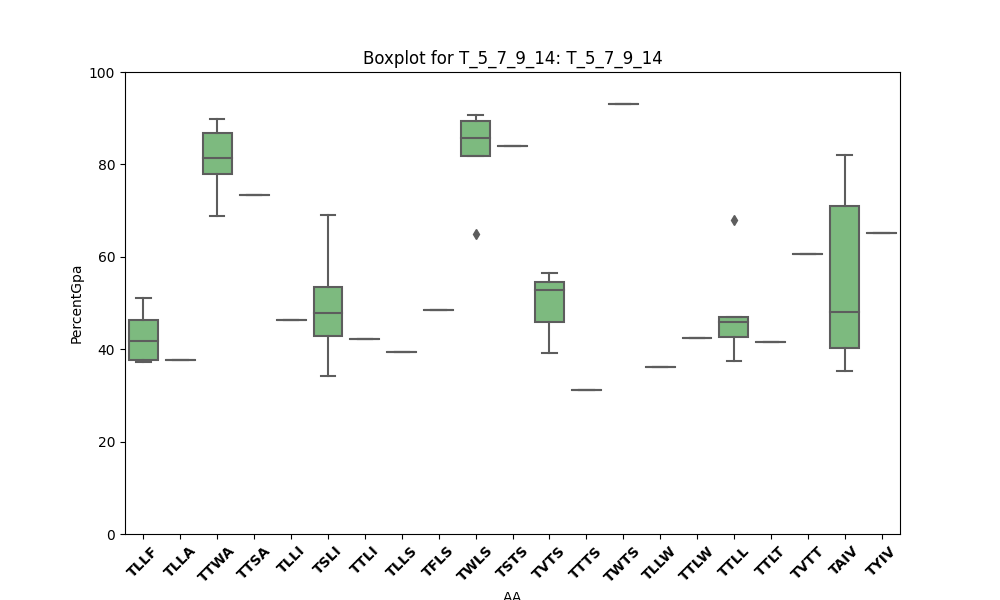 Boxplot for T_5_7_9_14: T_5_7_9_14
100
80
60
40
20
0
PercentGpa
TLLF
TLLA
TTWA
TTSA
TLLI
TSLI
TTLI
TLLS
TFLS
TWLS
TSTS
TVTS
TTTS
TWTS
TLLW
TTLW
TTLL
TTLT
TVTT
TAIV
TYIV
AA